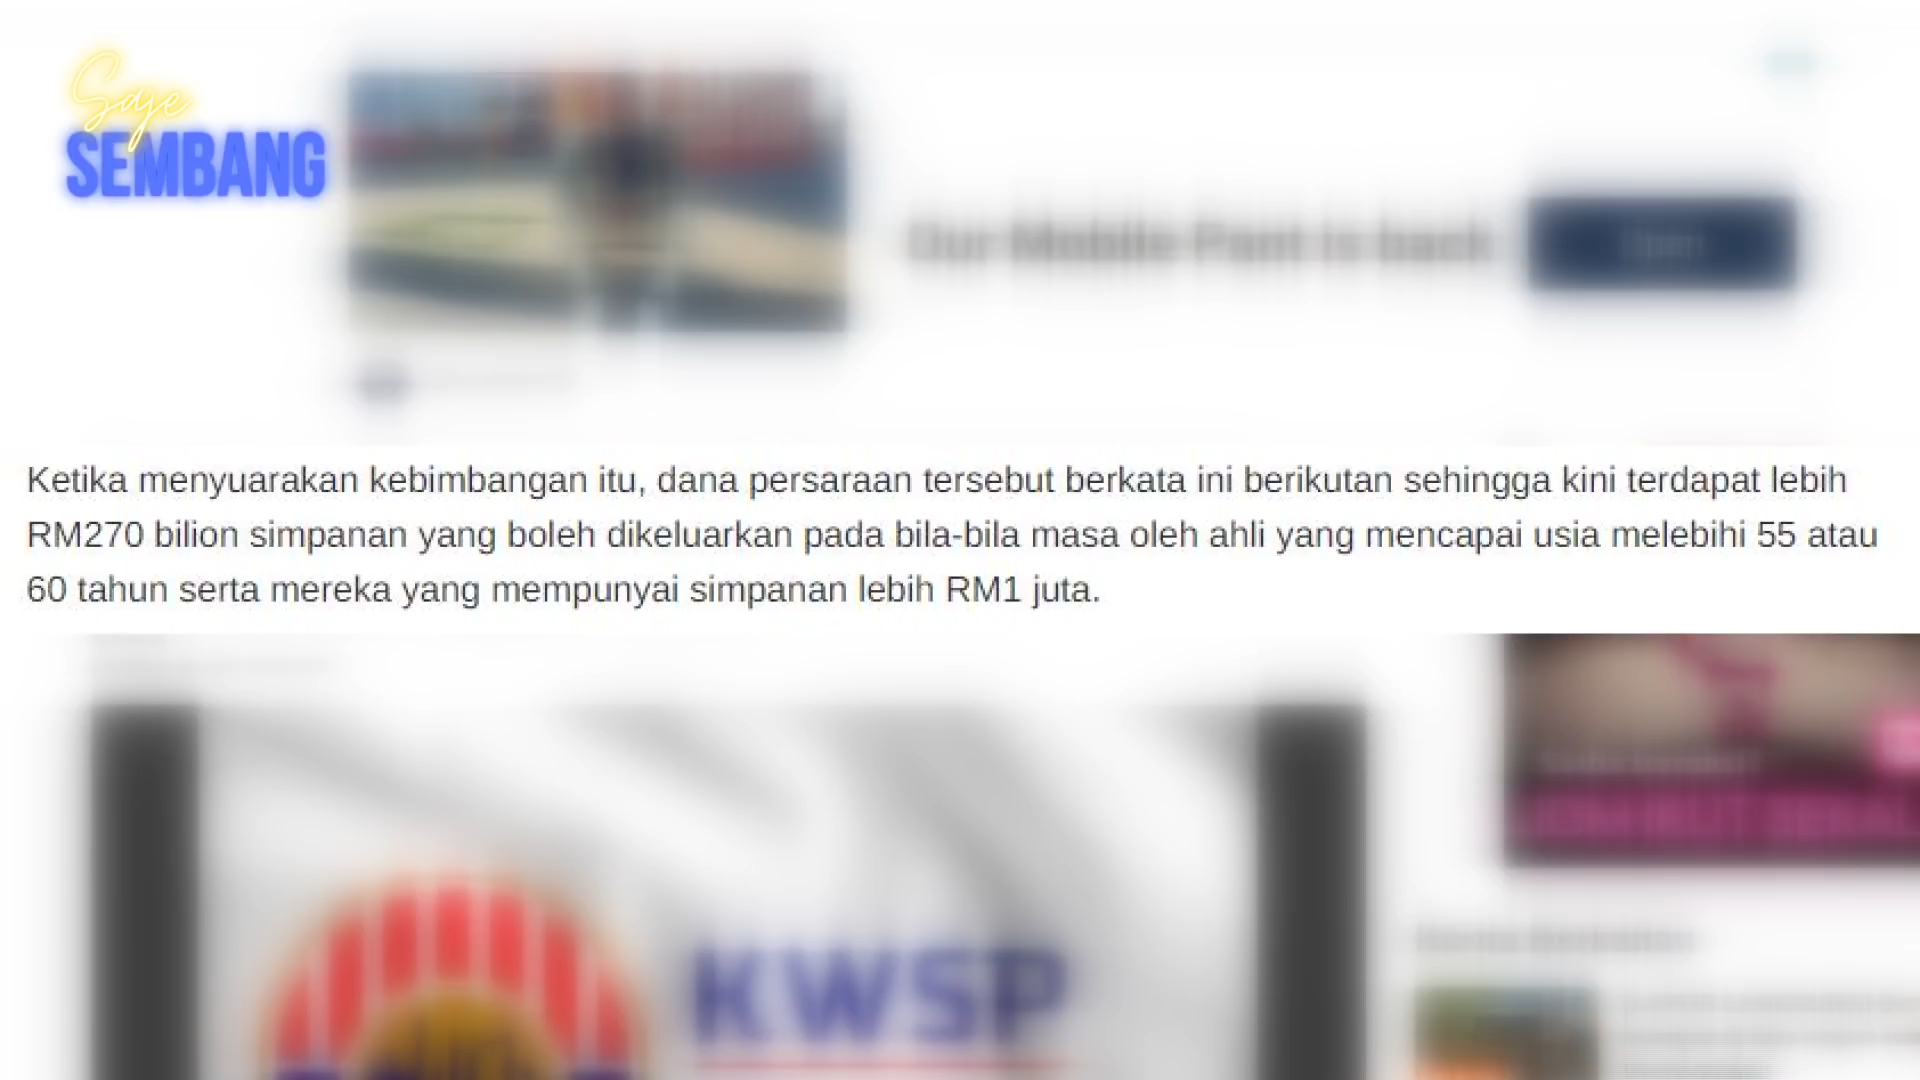 Saje
SEMBANG
Ketika menyuarakan kebimbangan itu, dana persaraan tersebut berkata ini berikutan sehingga kini terdapat lebih
RM270 bilion simpanan yang boleh dikeluarkan pada bila-bila masa oleh ahli yang mencapai usia melebihi 55 atau
60 tahun serta mereka yang mempunyai simpanan lebih RM1 juta.
KWSP